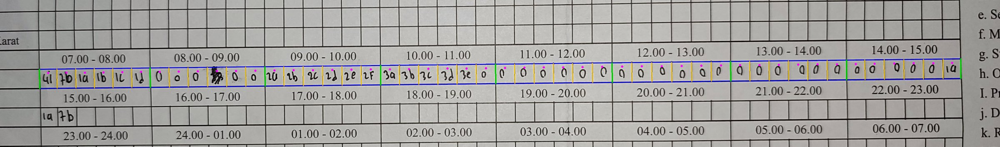 e. Se
f. M
arat
07.00 - 08.00 08.00 - 09.00 09.00 - 10.00 10.00 - 11.00 11.00 - 12.00 12.00 - 13.00 13.00 - 14.00 14.00 - 15.00 g. S
4l 7b 1a 1b 1c 1d 0 0 0 0 0 2a 2b 2c 2d 2e 2f 3a 3b 3c 3d 3e 0 0 0 0 0 0 0 0 0 0 0 0 0 0 0 0 0 0 0 0 0 0 0 0 1a h. O
15.00 - 16.00 16.00 - 17.00 17.00 - 18.00 18.00 - 19.00 19.00 - 20.00 20.00 - 21.00 21.00 - 22.00 22.00 - 23.00 I. Pr
1a 7b j. D
23.00 - 24.00 24.00 - 01.00 01.00 - 02.00 02.00 - 03.00 03.00 - 04.00 04.00 - 05.00 05.00 - 06.00 06.00 - 07.00 k. R